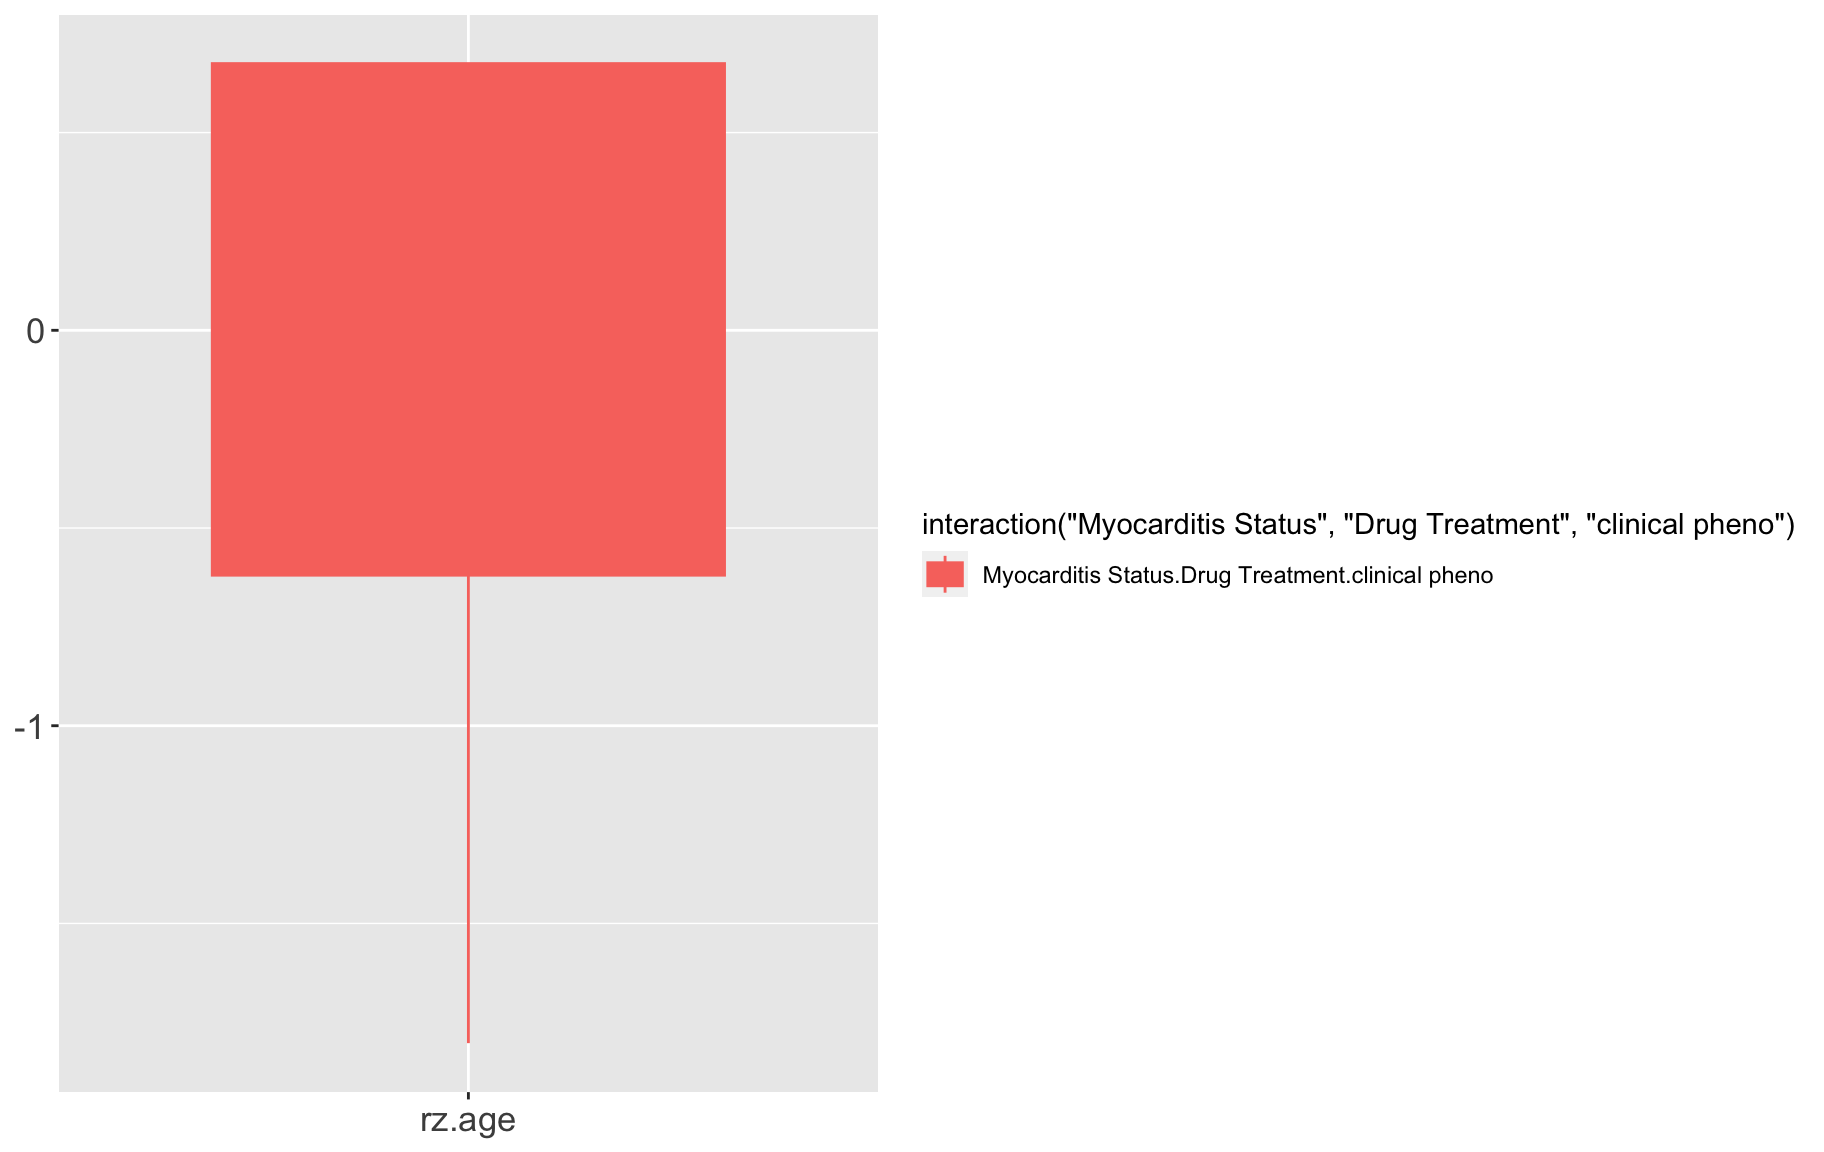 0
-1
rz.age
interaction("Myocarditis Status", "Drug Treatment", "clinical pheno")
Myocarditis Status.Drug Treatment.clinical pheno